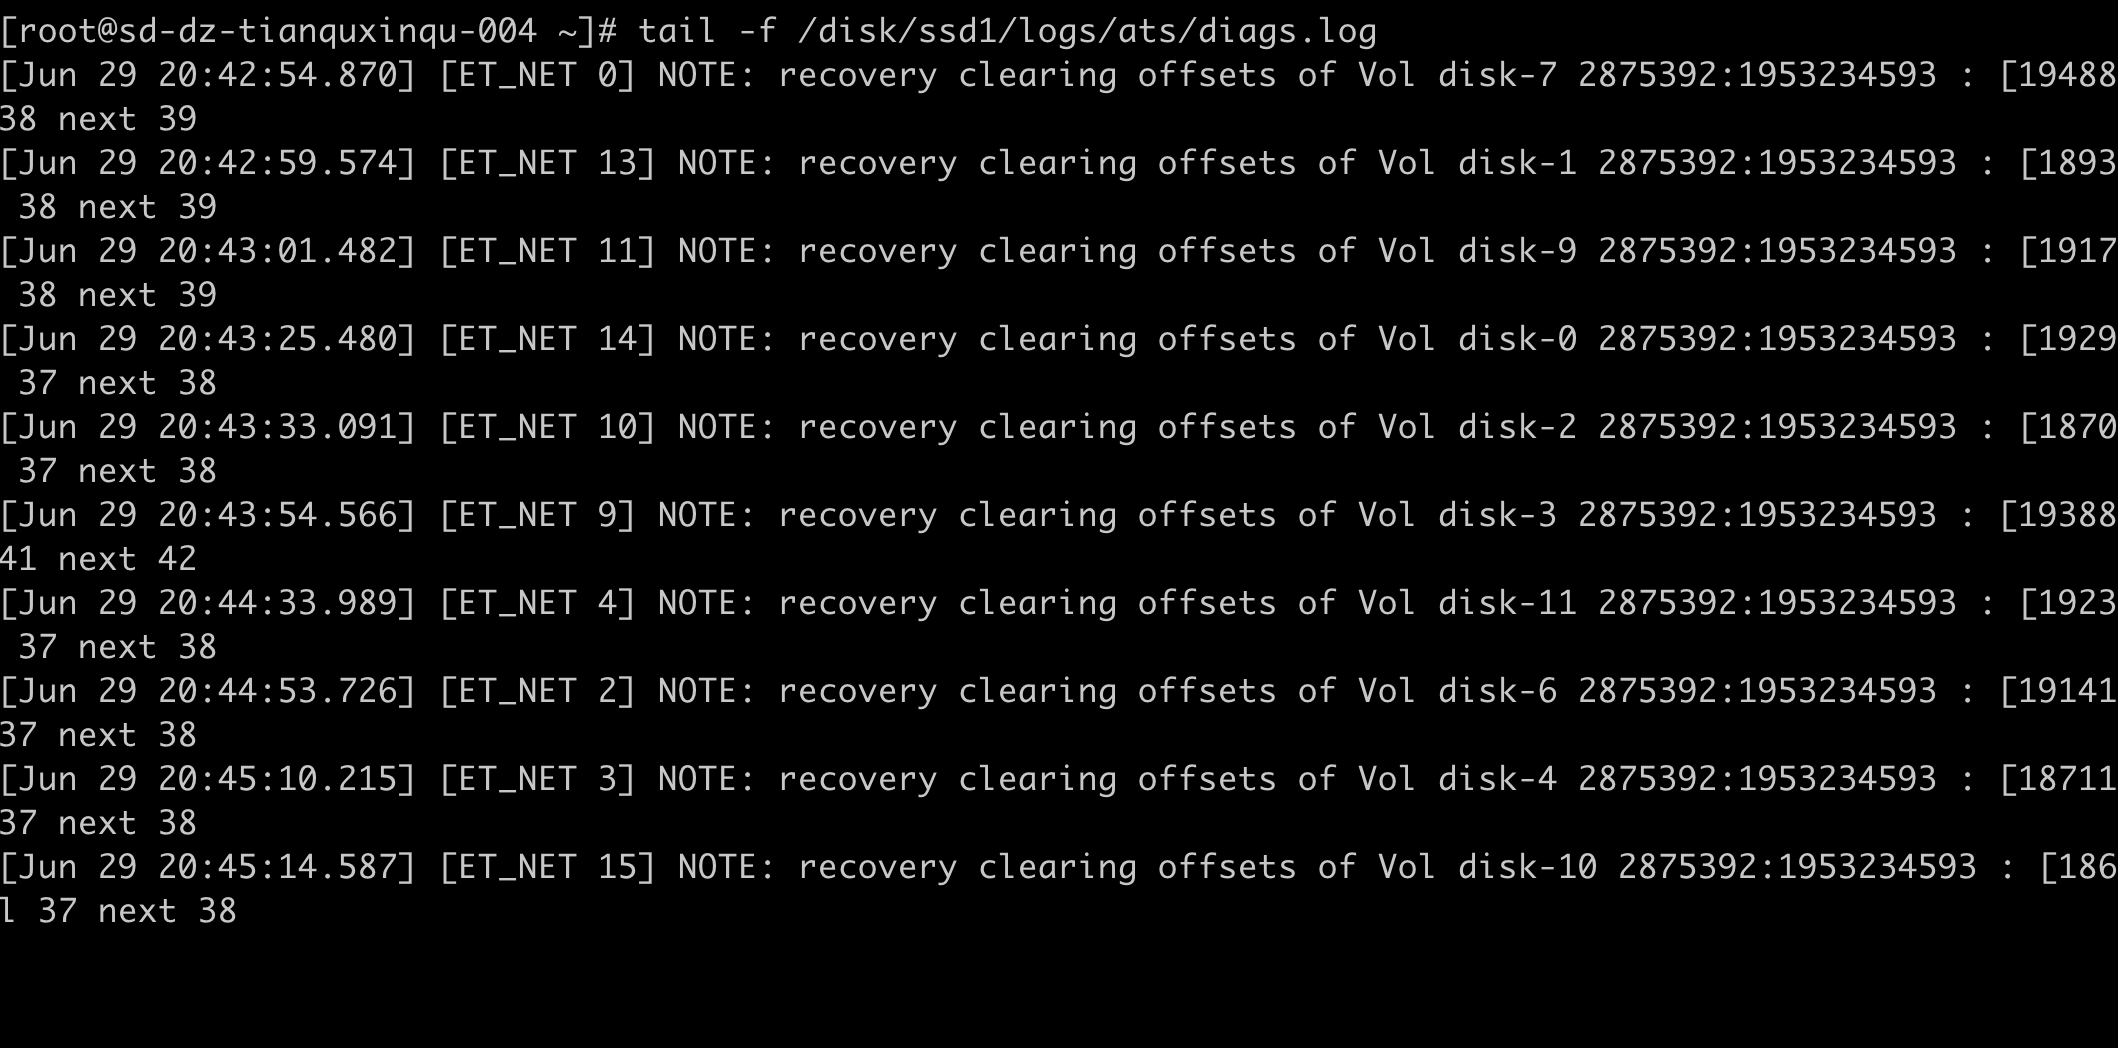 [root@sd-dz-tianquxinqu-004 ~]# tail -f /disk/ssd1/logs/ats/diags.log
[Jun 29 20:42:54.870] [ET_NET 0] NOTE: recovery clearing offsets of Vol disk-7 2875392:1953234593 : [19488
38 next 39
[Jun 29 20:42:59.574] [ET_NET 13] NOTE: recovery clearing offsets of Vol disk-1 2875392:1953234593 : [1893
 38 next 39
[Jun 29 20:43:01.482] [ET_NET 11] NOTE: recovery clearing offsets of Vol disk-9 2875392:1953234593 : [1917
 38 next 39
[Jun 29 20:43:25.480] [ET_NET 14] NOTE: recovery clearing offsets of Vol disk-0 2875392:1953234593 : [1929
 37 next 38
[Jun 29 20:43:33.091] [ET_NET 10] NOTE: recovery clearing offsets of Vol disk-2 2875392:1953234593 : [1870
 37 next 38
[Jun 29 20:43:54.566] [ET_NET 9] NOTE: recovery clearing offsets of Vol disk-3 2875392:1953234593 : [19388
41 next 42
[Jun 29 20:44:33.989] [ET_NET 4] NOTE: recovery clearing offsets of Vol disk-11 2875392:1953234593 : [1923
 37 next 38
[Jun 29 20:44:53.726] [ET_NET 2] NOTE: recovery clearing offsets of Vol disk-6 2875392:1953234593 : [19141
37 next 38
[Jun 29 20:45:10.215] [ET_NET 3] NOTE: recovery clearing offsets of Vol disk-4 2875392:1953234593 : [18711
37 next 38
[Jun 29 20:45:14.587] [ET_NET 15] NOTE: recovery clearing offsets of Vol disk-10 2875392:1953234593 : [186
l 37 next 38